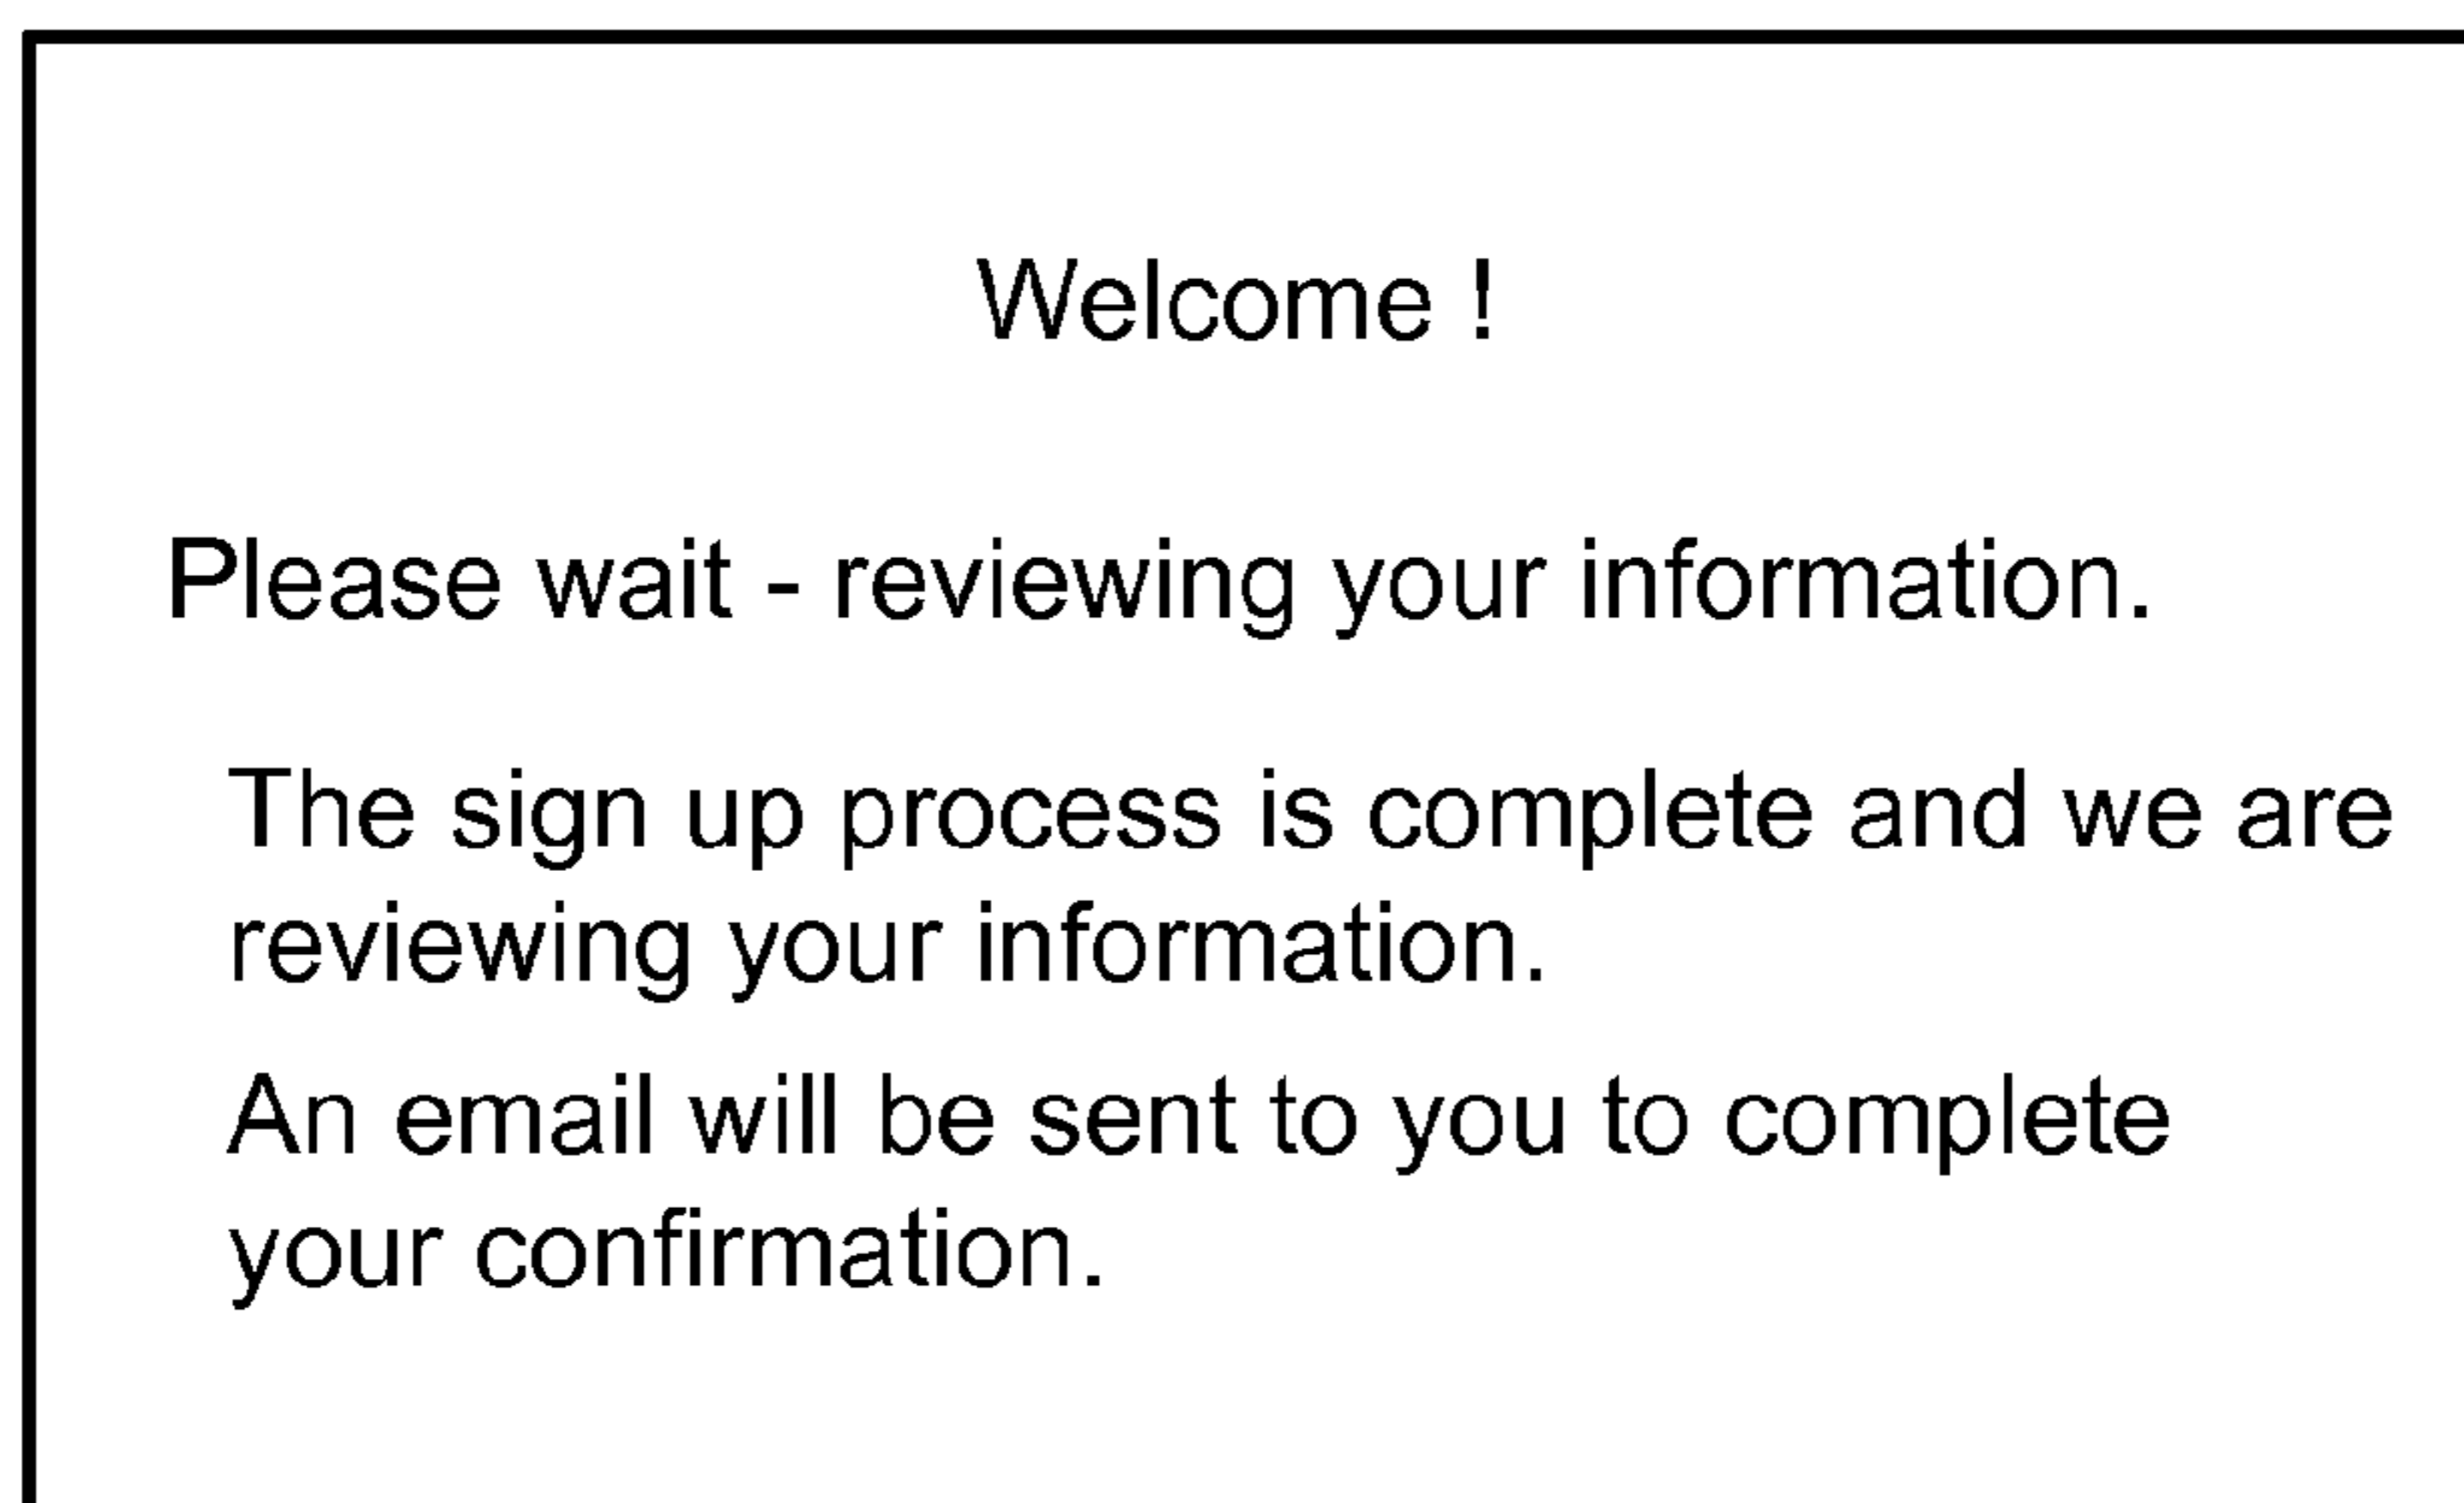 Welcome !
Please wait - reviewing your information.
The sign up process is complete and we are
reviewing your information.
An email will be sent to you to complete
your confirmation.